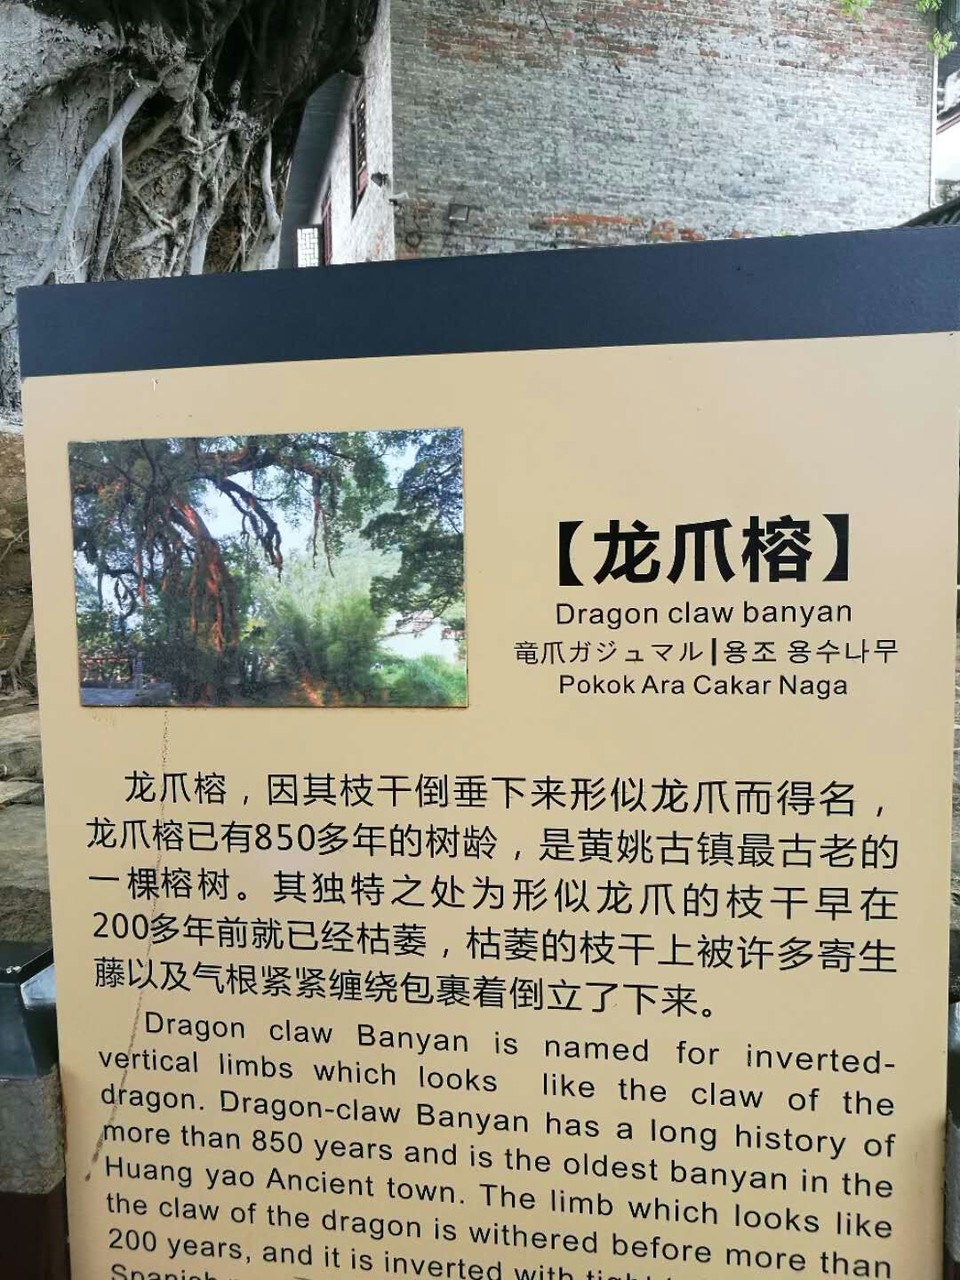 【龙爪榕】
Dragon claw banyan
竜爪ガジュマル|용조 용수나무
Pokok Ara Cakar Naga
龙爪榕，因其枝干倒垂下来形似龙爪而得名，
龙爪榕已有850多年的树龄，是黄姚古镇最古老的
一棵榕树。其独特之处为形似龙爪的枝干早在
200多年前就已经枯萎，枯萎的枝干上被许多寄生
藤以及气根紧紧缠绕包裹着倒立了下来。
Dragon claw Banyan is named for inverted-
vertical limbs which looks like the claw of the
dragon. Dragon-claw Banyan has a long history of
more than 850 years and is the oldest banyan in the
Huang yao Ancient town. The limb which looks like
the claw of the dragon is withered before more than
200 years, and it is inverted with tight
Spanish